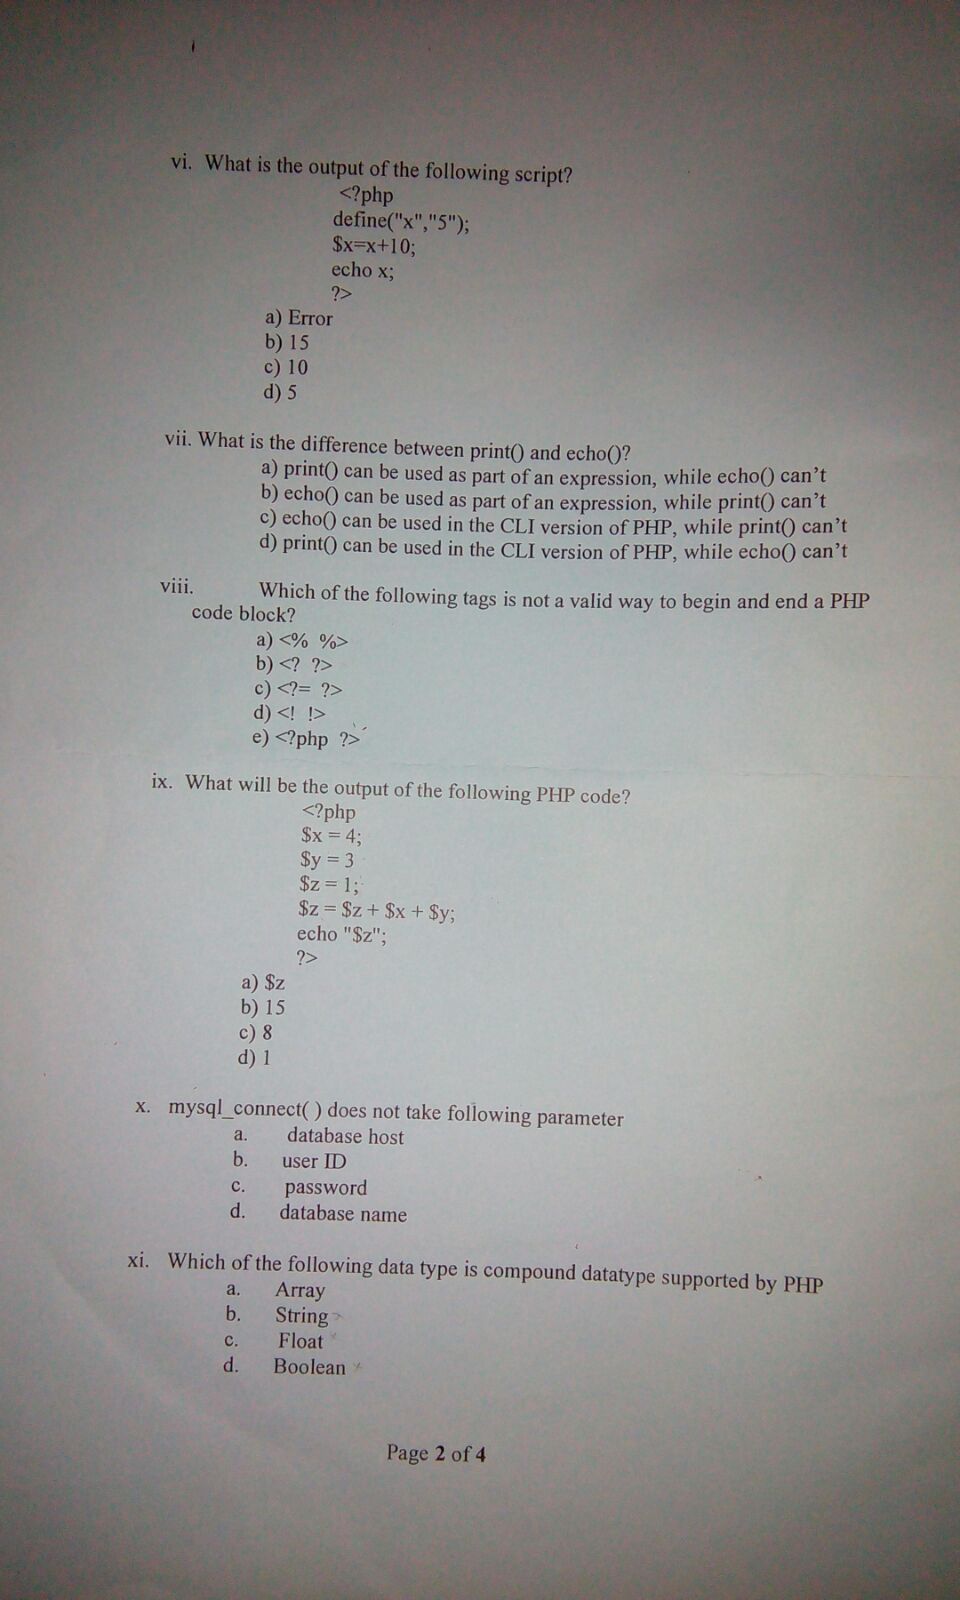 vi. What is the output of the following script?
<?php
define("x","5");
$x=x+10;
echo x;
?>
a) Error
b) 15
c) 10
d) 5
vii. What is the difference between print() and echo()?
a) print() can be used as part of an expression, while echo() can't
b) echo() can be used as part of an expression, while print() can't
c) echo() can be used in the CLI version of PHP, while print() can't
d) print() can be used in the CLI version of PHP, while echo() can't
viii. Which of the following tags is not a valid way to begin and end a PHP
code block?
a) <% %>
b) <? ?>
c) <?= ?>
d) <! !>
e) <?php ?>
ix. What will be the output of the following PHP code?
<?php
$x = 4;
$y = 3
$z = 1;
$z = $z + $x + $y;
echo "$z";
?>
a) $z
b) 15
c) 8
d) 1
x. mysql_connect( ) does not take following parameter
a. database host
b. user ID
c. password
d. database name
xi. Which of the following data type is compound datatype supported by PHP
a. Array
b. String
c. Float
d. Boolean
Page 2 of 4